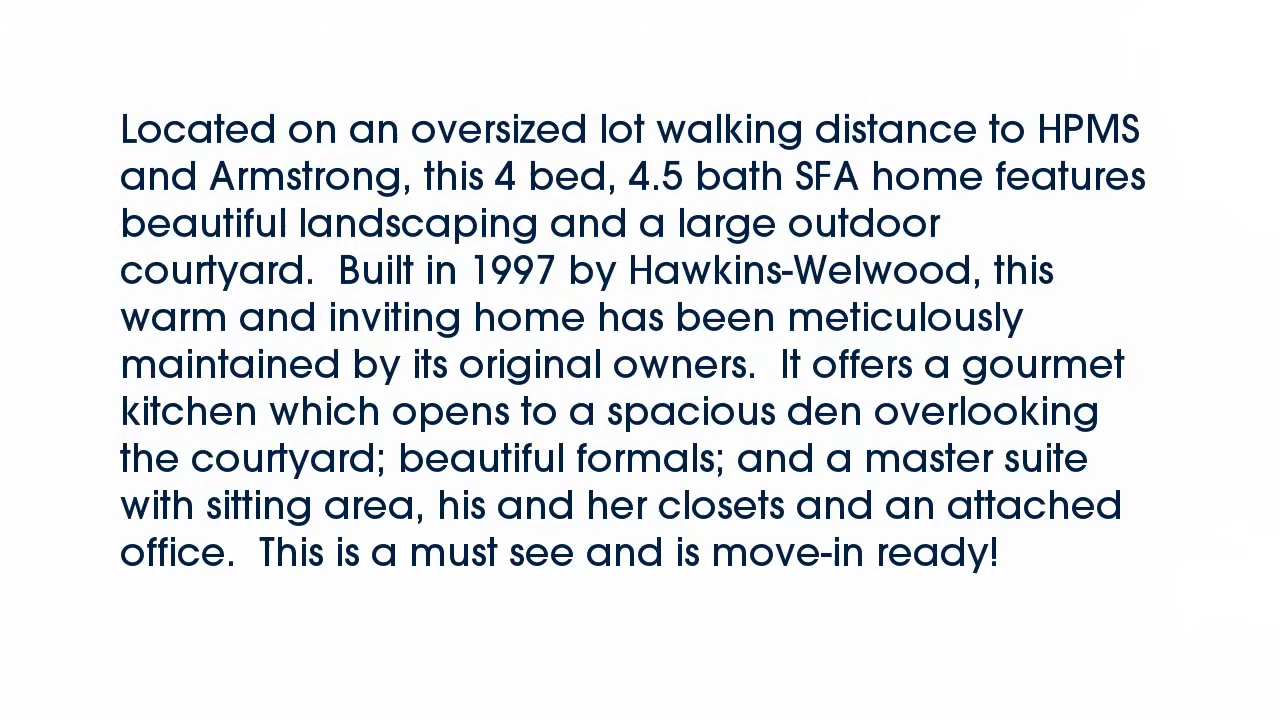 Located on an oversized lot walking distance to HPMS
and Armstrong, this 4 bed, 4.5 bath SFA home features
beautiful landscaping and a large outdoor
courtyard.  Built in 1997 by Hawkins-Welwood, this
warm and inviting home has been meticulously
maintained by its original owners.  It offers a gourmet
kitchen which opens to a spacious den overlooking
the courtyard; beautiful formals; and a master suite
with sitting area, his and her closets and an attached
office.  This is a must see and is move-in ready!